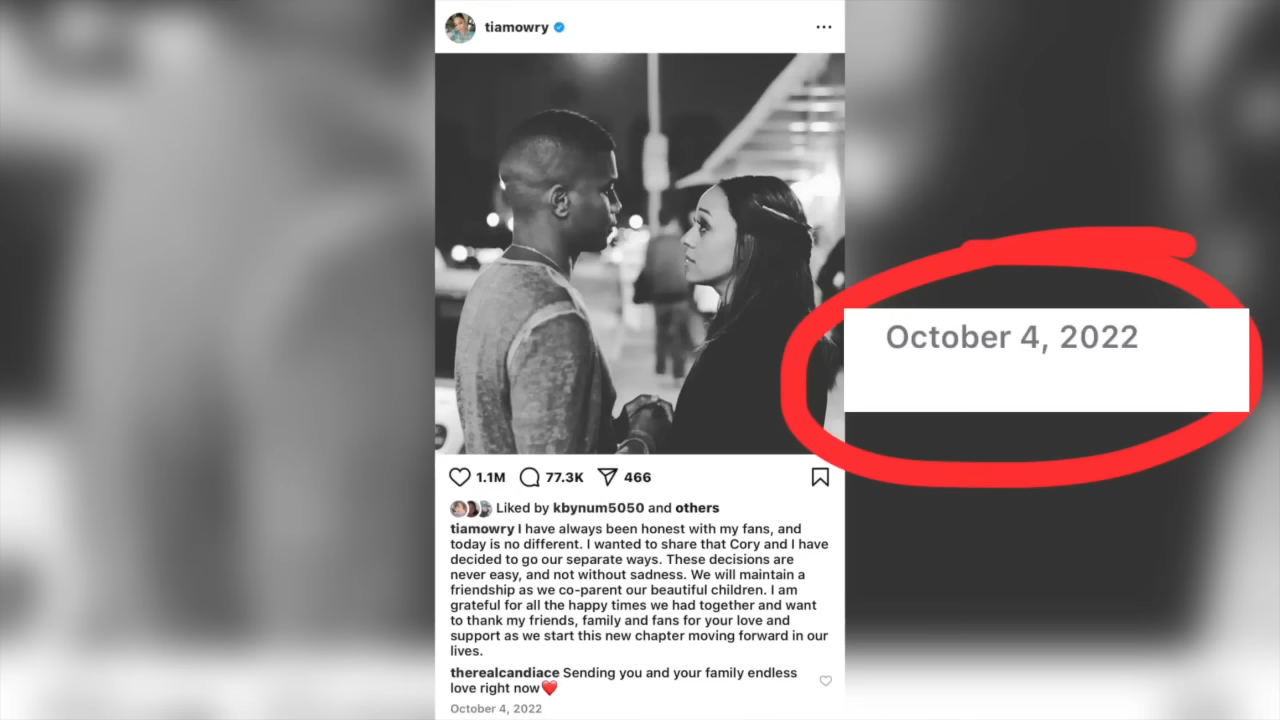 tiamowry
October 4, 2022
1.1M 77.3K 466
Liked by kbynum5050 and others
tiamowry I have always been honest with my fans, and
today is no different. I wanted to share that Cory and I have
decided to go our separate ways. These decisions are
never easy, and not without sadness. We will maintain a
friendship as we co-parent our beautiful children. I am
grateful for all the happy times we had together and want
to thank my friends, family and fans for your love and
support as we start this new chapter moving forward in our
lives.
therealcandiace Sending you and your family endless
love right now❤️
October 4, 2022